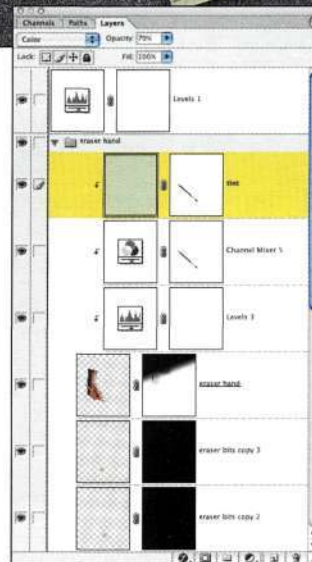 Channels Paths Layers
Color Opacity: 79%
Lock: Fill: 100%
Levels 1
eraser hand
tint
Channel Mixer 5
Levels 3
eraser hand
eraser bits copy 3
eraser bits copy 2